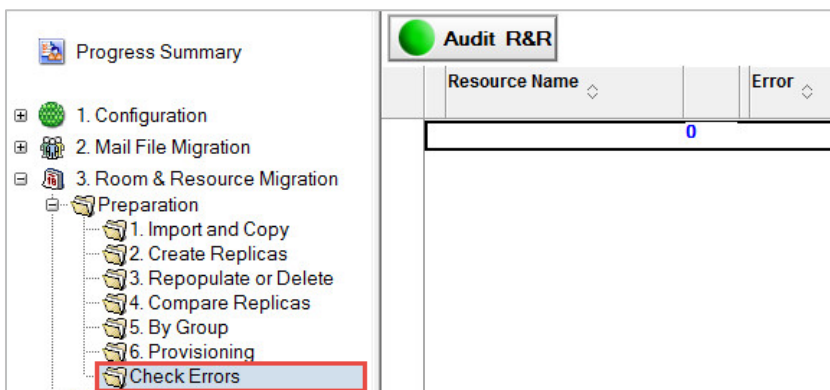 Progress Summary
1. Configuration
2. Mail File Migration
3. Room & Resource Migration
Preparation
1. Import and Copy
2. Create Replicas
3. Repopulate or Delete
4. Compare Replicas
5. By Group
6. Provisioning
Check Errors
Audit R&R
Resource Name Error
0